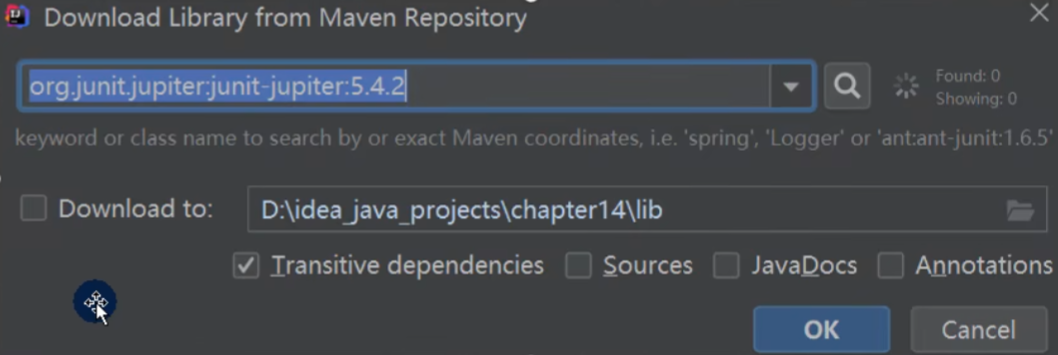 Download Library from Maven Repository
org.junit.jupiter:junit-jupiter:5.4.2
Found: 0
Showing: 0
keyword or class name to search by or exact Maven coordinates, i.e. 'spring', 'Logger' or 'ant:ant-junit:1.6.5'
Download to: D:\idea_java_projects\chapter14\lib
Transitive dependencies Sources JavaDocs Annotations
OK Cancel